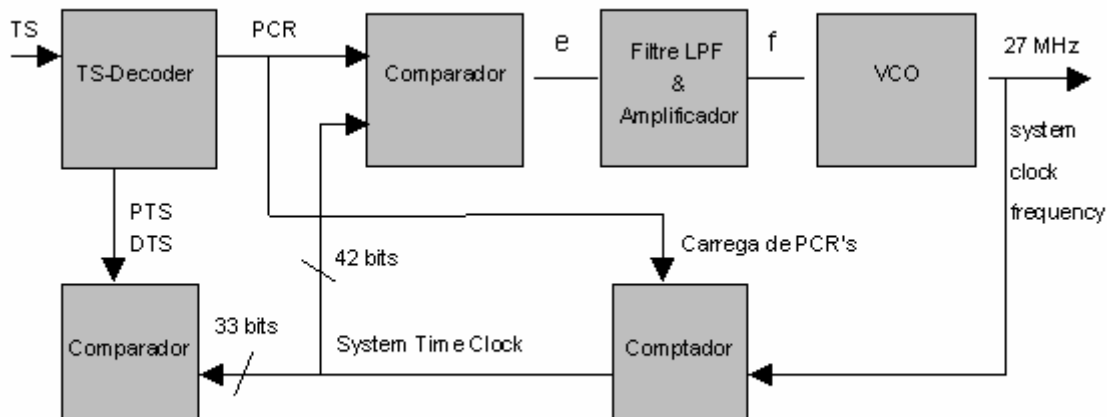 TS
TS-Decoder
PCR
Comparador
e
Filtre LPF
&
Amplificador
f
VCO
27 MHz
system
clock
frequency
PTS
DTS
42 bits
Carrega de PCR's
Comparador
33 bits
System Time Clock
Comptador